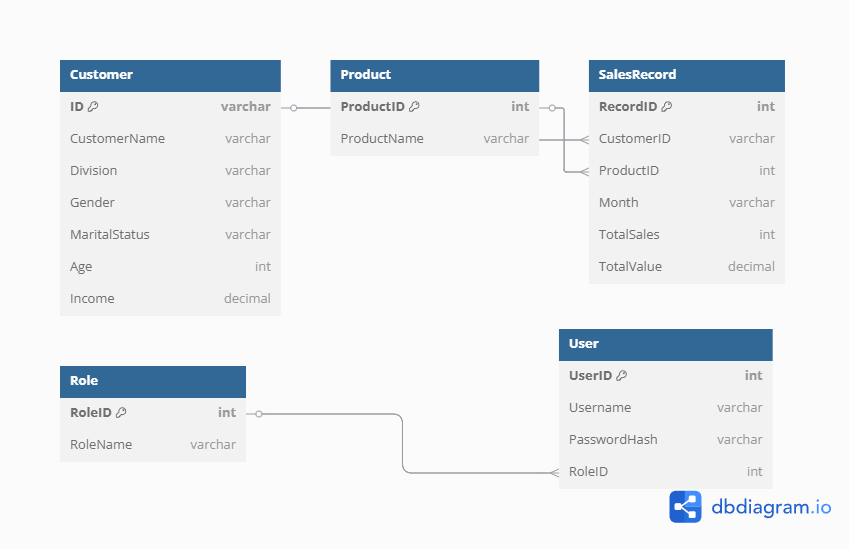 Customer
ID varchar
CustomerName varchar
Division varchar
Gender varchar
MaritalStatus varchar
Age int
Income decimal
Product
ProductID int
ProductName varchar
SalesRecord
RecordID int
CustomerID varchar
ProductID int
Month varchar
TotalSales int
TotalValue decimal
Role
RoleID int
RoleName varchar
User
UserID int
Username varchar
PasswordHash varchar
RoleID int
dbdiagram.io